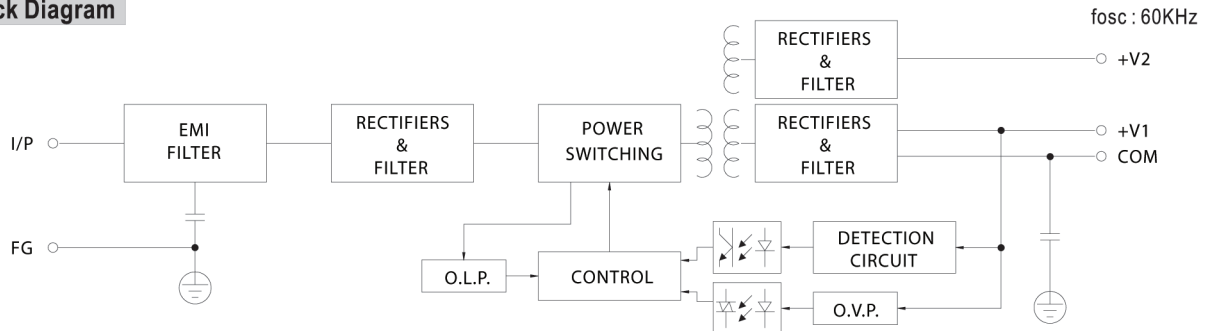 ck Diagram
fosc : 60KHz
RECTIFIERS
&
FILTER
+V2
I/P
EMI
FILTER
RECTIFIERS
&
FILTER
POWER
SWITCHING
RECTIFIERS
&
FILTER
+V1
COM
FG
O.L.P.
CONTROL
DETECTION
CIRCUIT
O.V.P.